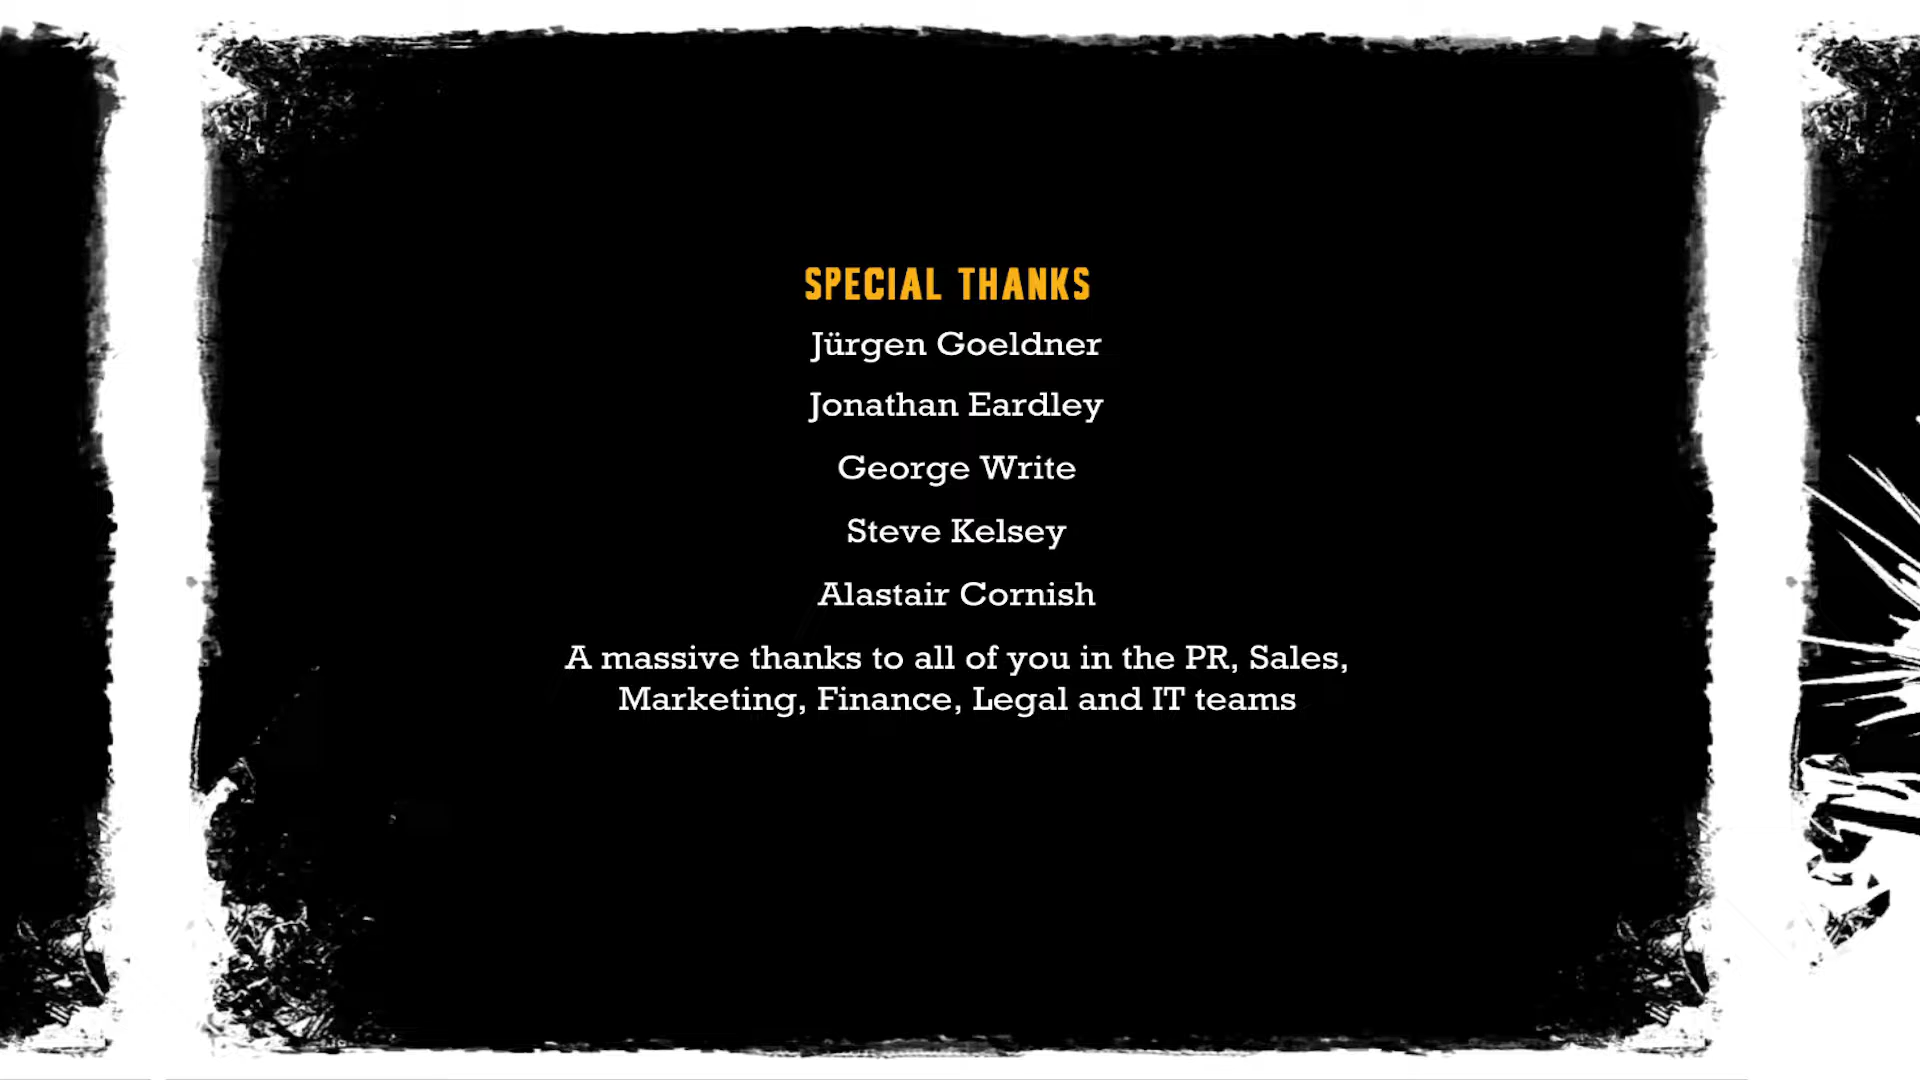 SPECIAL THANKS
Jürgen Goeldner
Jonathan Eardley
George Write
Steve Kelsey
Alastair Cornish
A massive thanks to all of you in the PR, Sales,
Marketing, Finance, Legal and IT teams